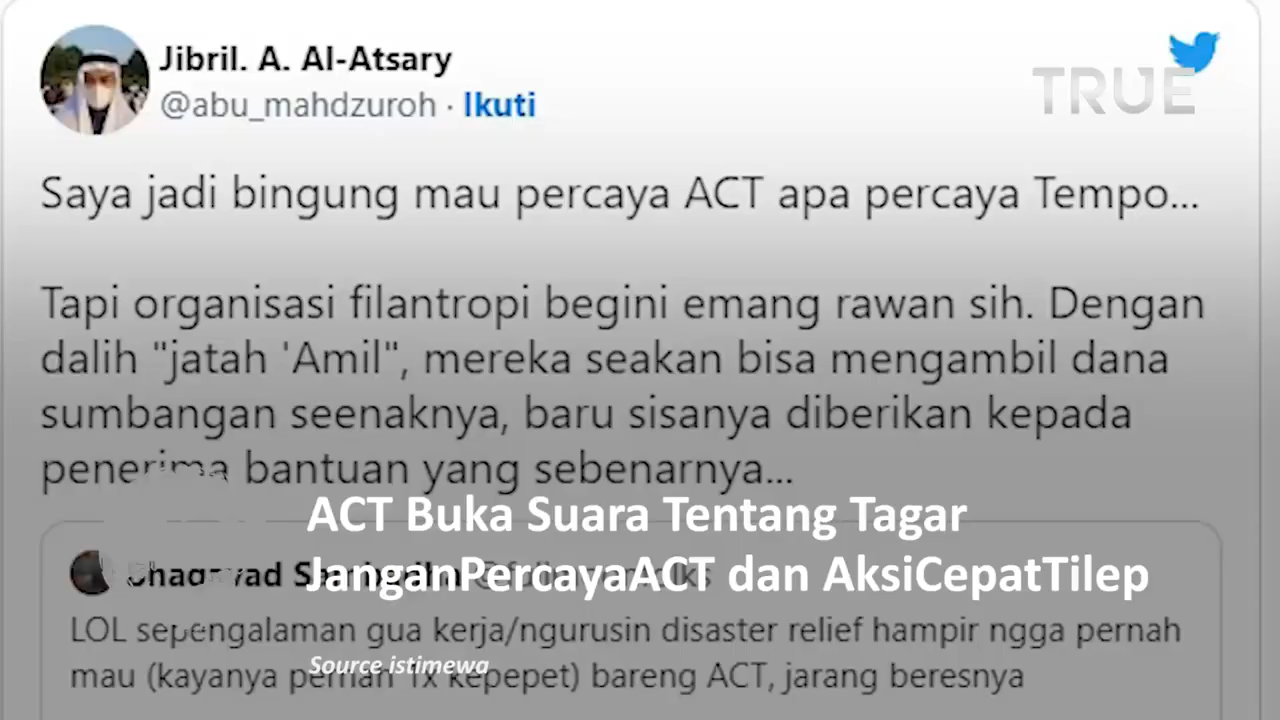 Jibril. A. Al-Atsary
@abu_mahdzuroh · Ikuti
TRUE
Saya jadi bingung mau percaya ACT apa percaya Tempo...
Tapi organisasi filantropi begini emang rawan sih. Dengan
dalih "jatah 'Amil", mereka seakan bisa mengambil dana
sumbangan seenaknya, baru sisanya diberikan kepada
penerima bantuan yang sebenarnya...
ACT Buka Suara Tentang Tagar
JanganPercayaACT dan AksiCepatTilep
LOL sepengalaman gua kerja/ngurusin disaster relief hampir ngga pernah
Source istimewa
mau (kayanya pernah 1x kepepet) bareng ACT, jarang beresnya